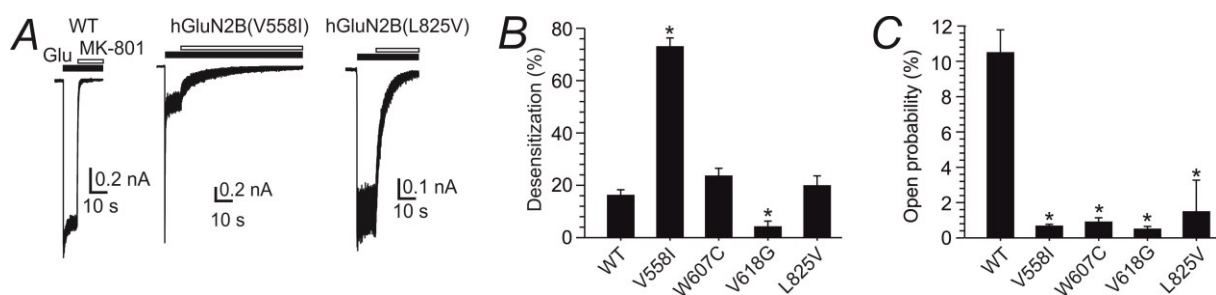 A
WT
Glu MK-801
0.2 nA
10 s
hGluN2B(V558I)
0.2 nA
10 s
hGluN2B(L825V)
0.1 nA
10 s
B
Desensitization (%)
80
60
40
20
0
*
*
WT
V558I
W607C
V618G
L825V
C
Open probability (%)
12
10
8
6
4
2
0
*
*
*
*
WT
V558I
W607C
V618G
L825V